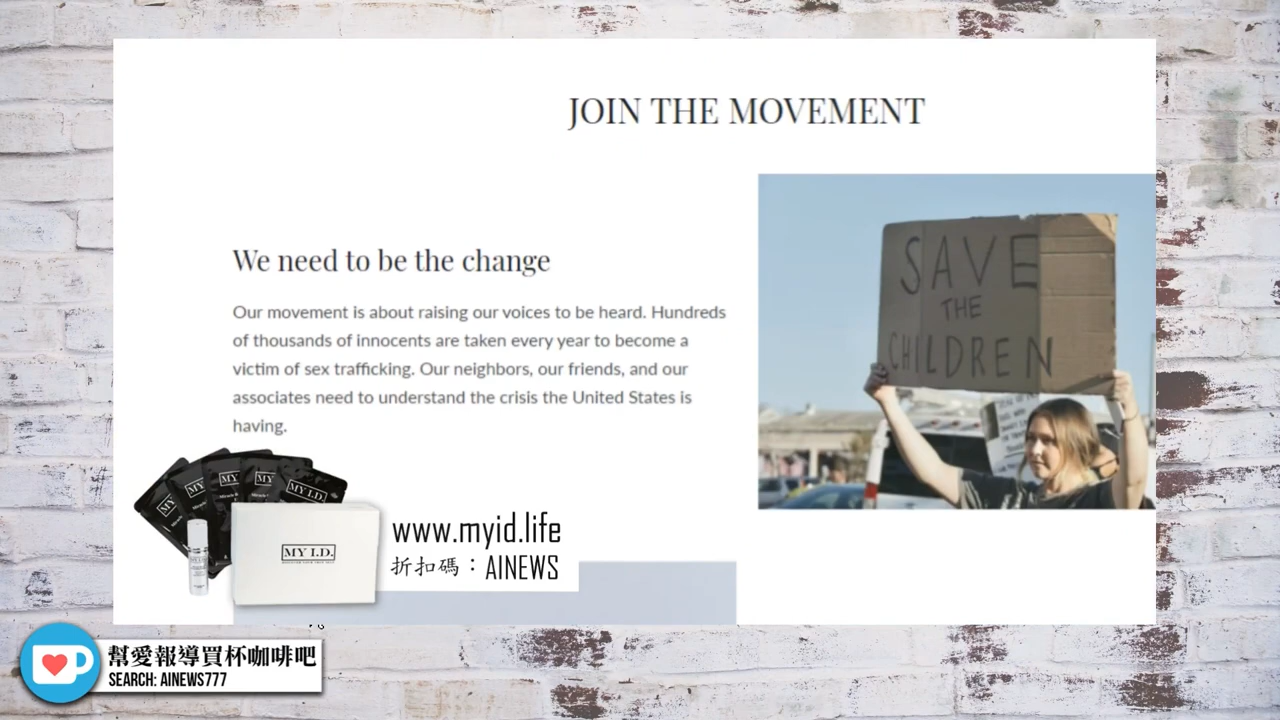 JOIN THE MOVEMENT
We need to be the change
Our movement is about raising our voices to be heard. Hundreds
of thousands of innocents are taken every year to become a
victim of sex trafficking. Our neighbors, our friends, and our
associates need to understand the crisis the United States is
having.
SAVE
THE
CHILDREN
MY I.D.
www.myid.life
折扣碼：AINEWS
幫愛報導買杯咖啡吧
SEARCH: AINEWS777